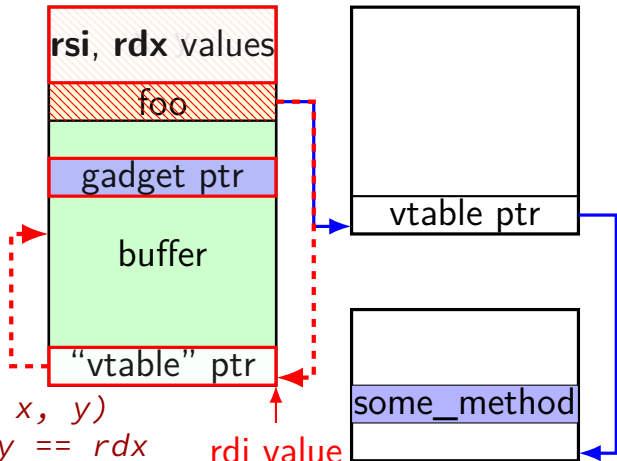 rsi, rdx values
foo
gadget ptr
vtable ptr
buffer
“vtable” ptr
some_method
x, y)
y == rdx
rdi value